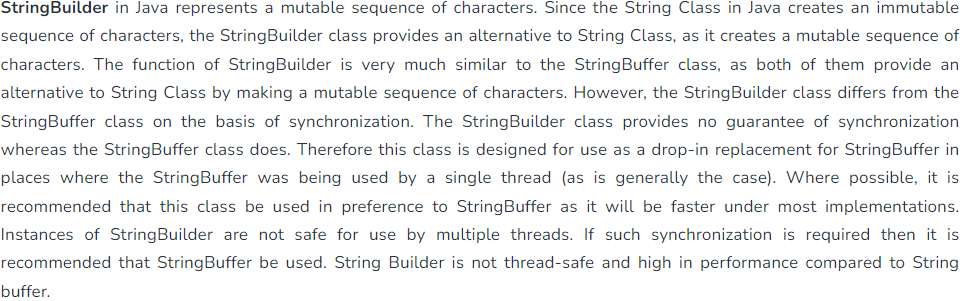 StringBuilder in Java represents a mutable sequence of characters. Since the String Class in Java creates an immutable
sequence of characters, the StringBuilder class provides an alternative to String Class, as it creates a mutable sequence of
characters. The function of StringBuilder is very much similar to the StringBuffer class, as both of them provide an
alternative to String Class by making a mutable sequence of characters. However, the StringBuilder class differs from the
StringBuffer class on the basis of synchronization. The StringBuilder class provides no guarantee of synchronization
whereas the StringBuffer class does. Therefore this class is designed for use as a drop-in replacement for StringBuffer in
places where the StringBuffer was being used by a single thread (as is generally the case). Where possible, it is
recommended that this class be used in preference to StringBuffer as it will be faster under most implementations.
Instances of StringBuilder are not safe for use by multiple threads. If such synchronization is required then it is
recommended that StringBuffer be used. String Builder is not thread-safe and high in performance compared to String
buffer.